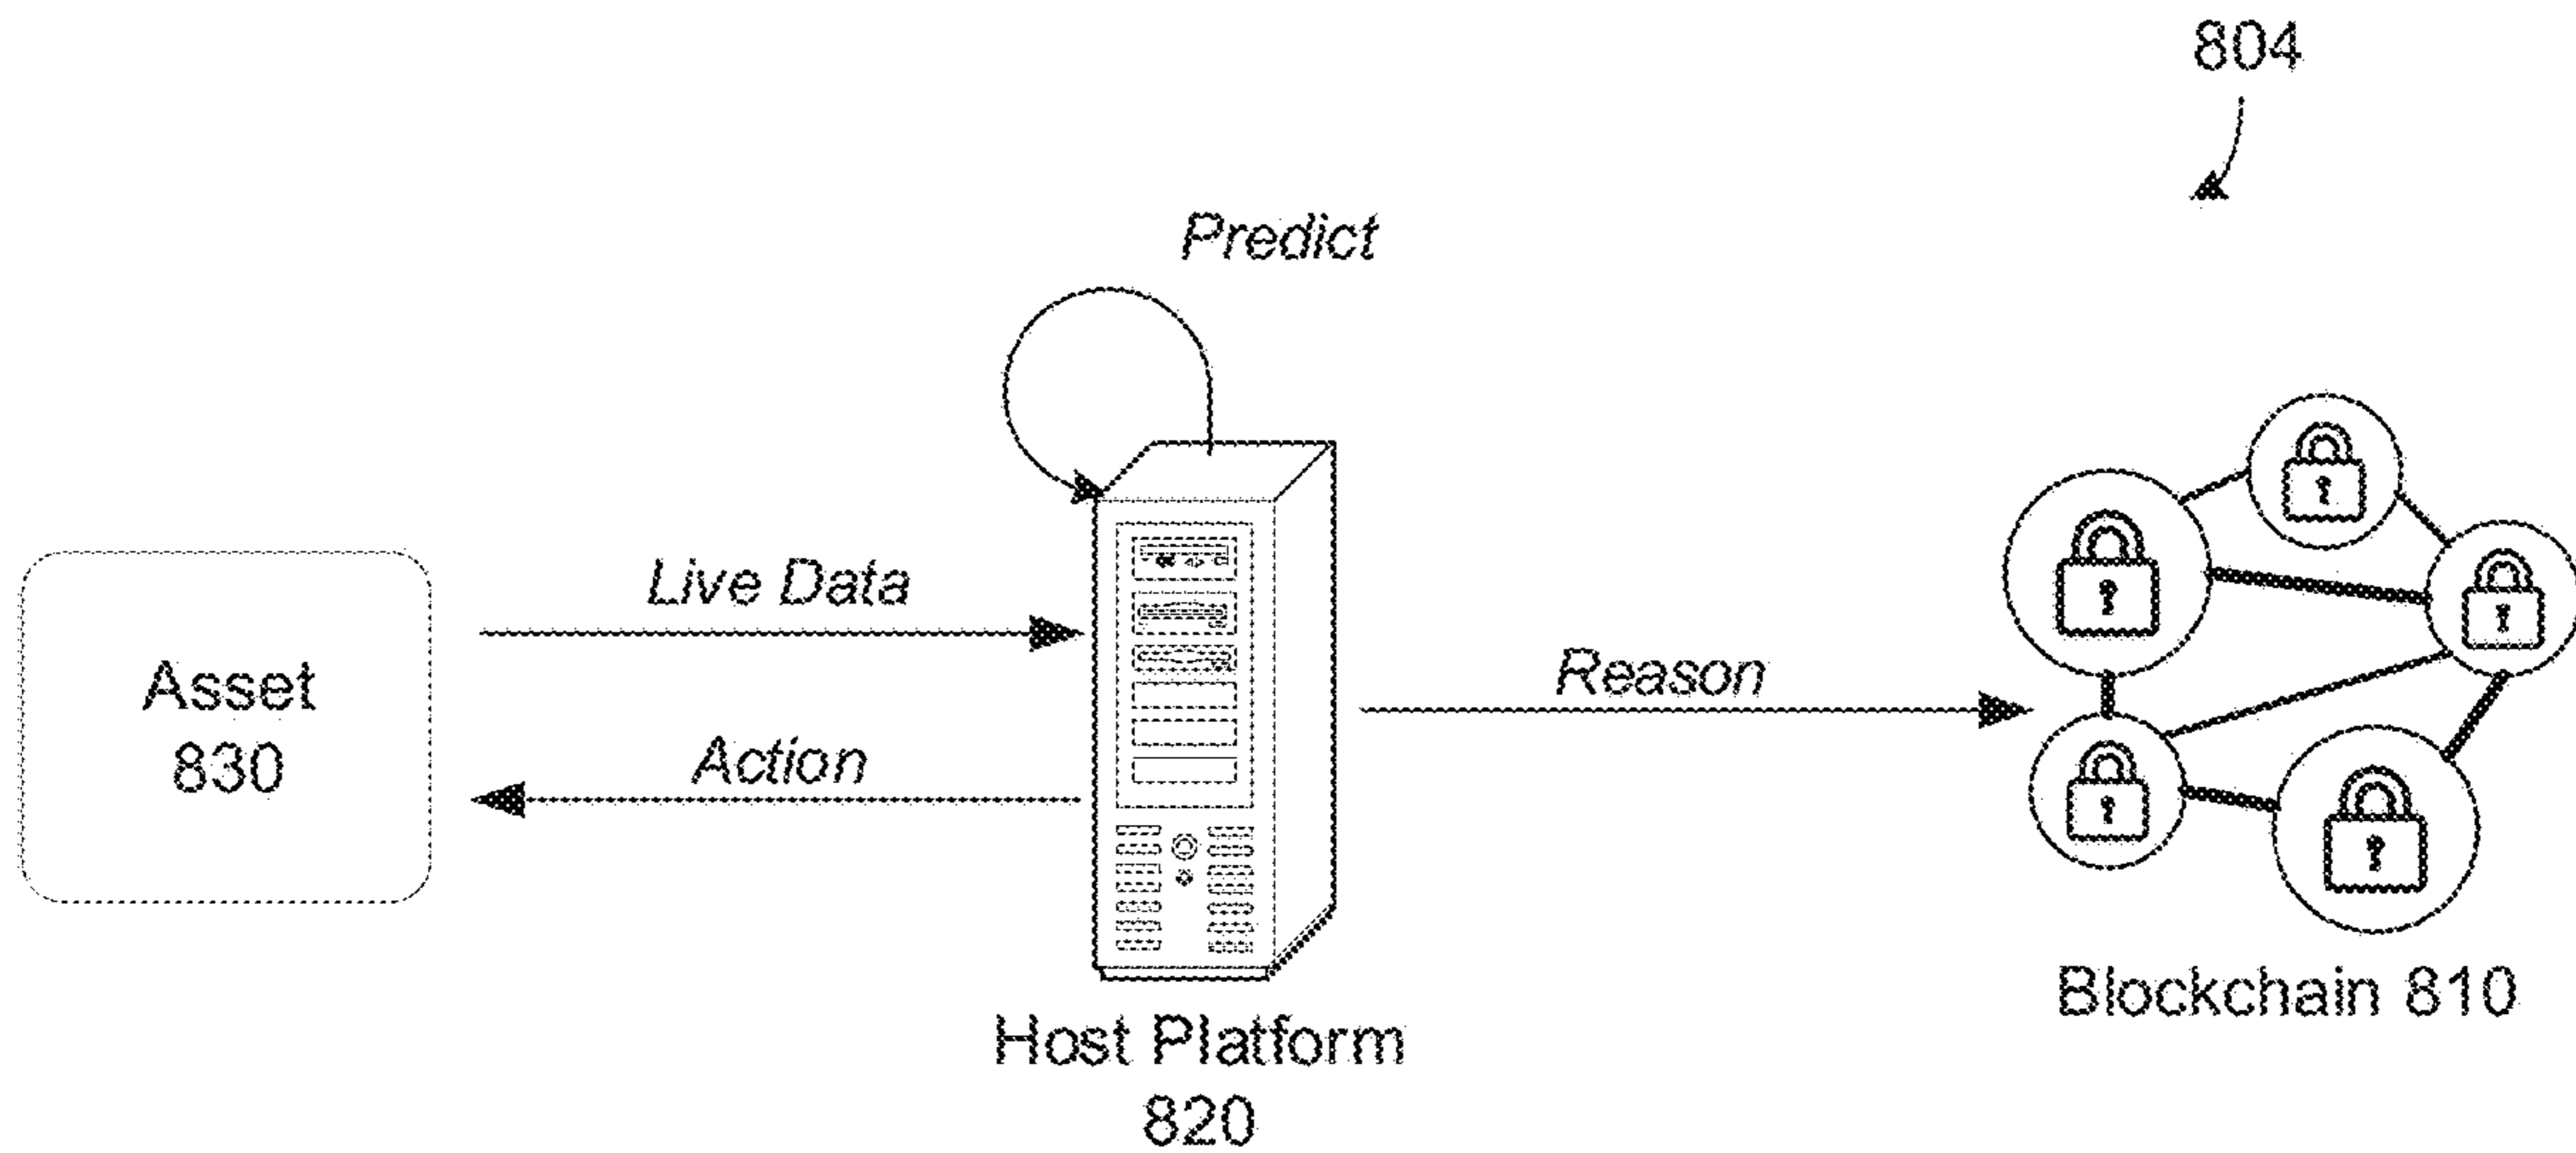 804
Predict
Live Data
Asset
830
Action
Reason
Blockchain 810
Host Platform
820